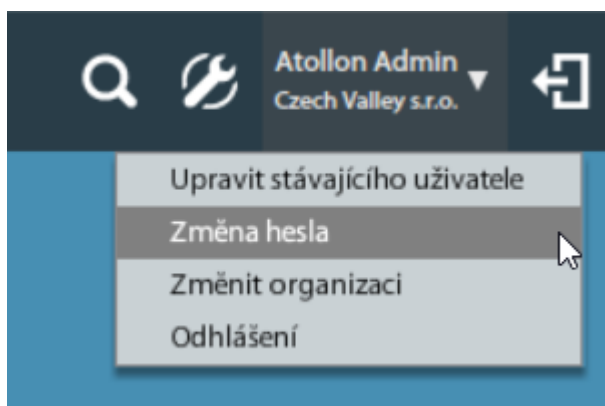 Atollon Admin
Czech Valley s.r.o.
Upravit stávajícího uživatele
Změna hesla
Změnit organizaci
Odhlášení